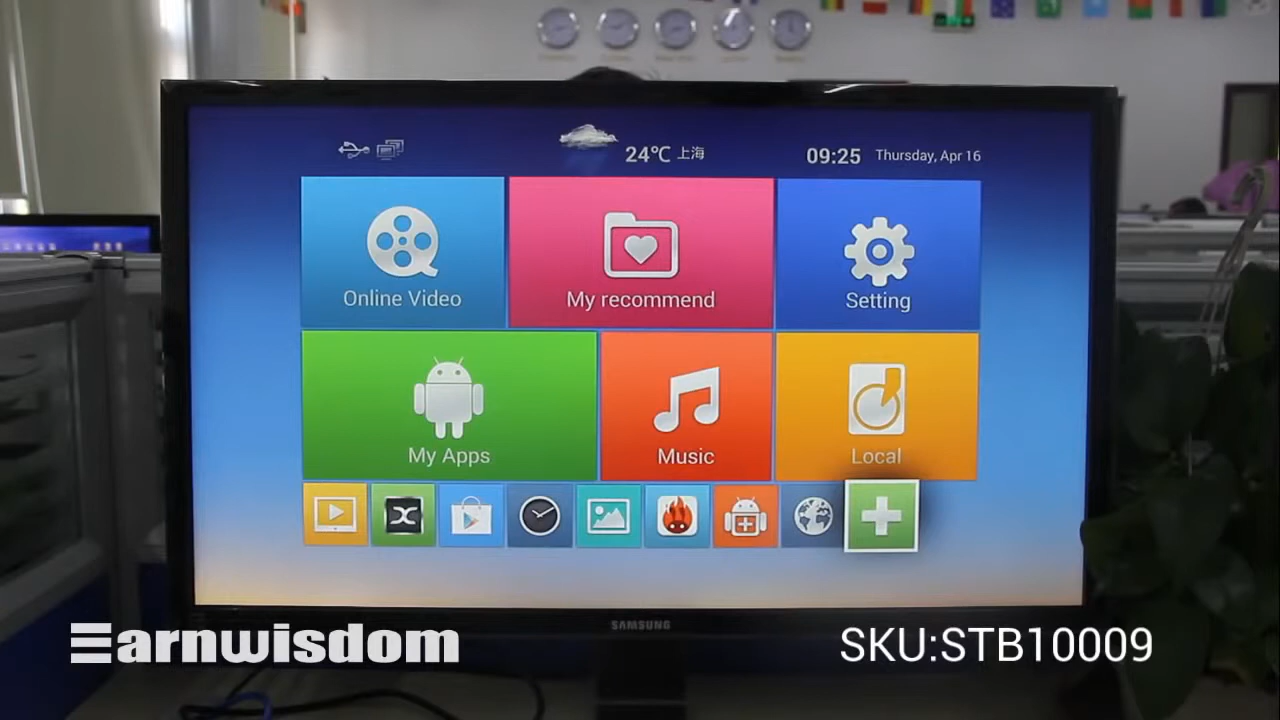 24℃ 上海
09:25 Thursday, Apr 16
Online Video
My recommend
Setting
My Apps
Music
Local
SAMSUNG
Earnwisdom
SKU:STB10009